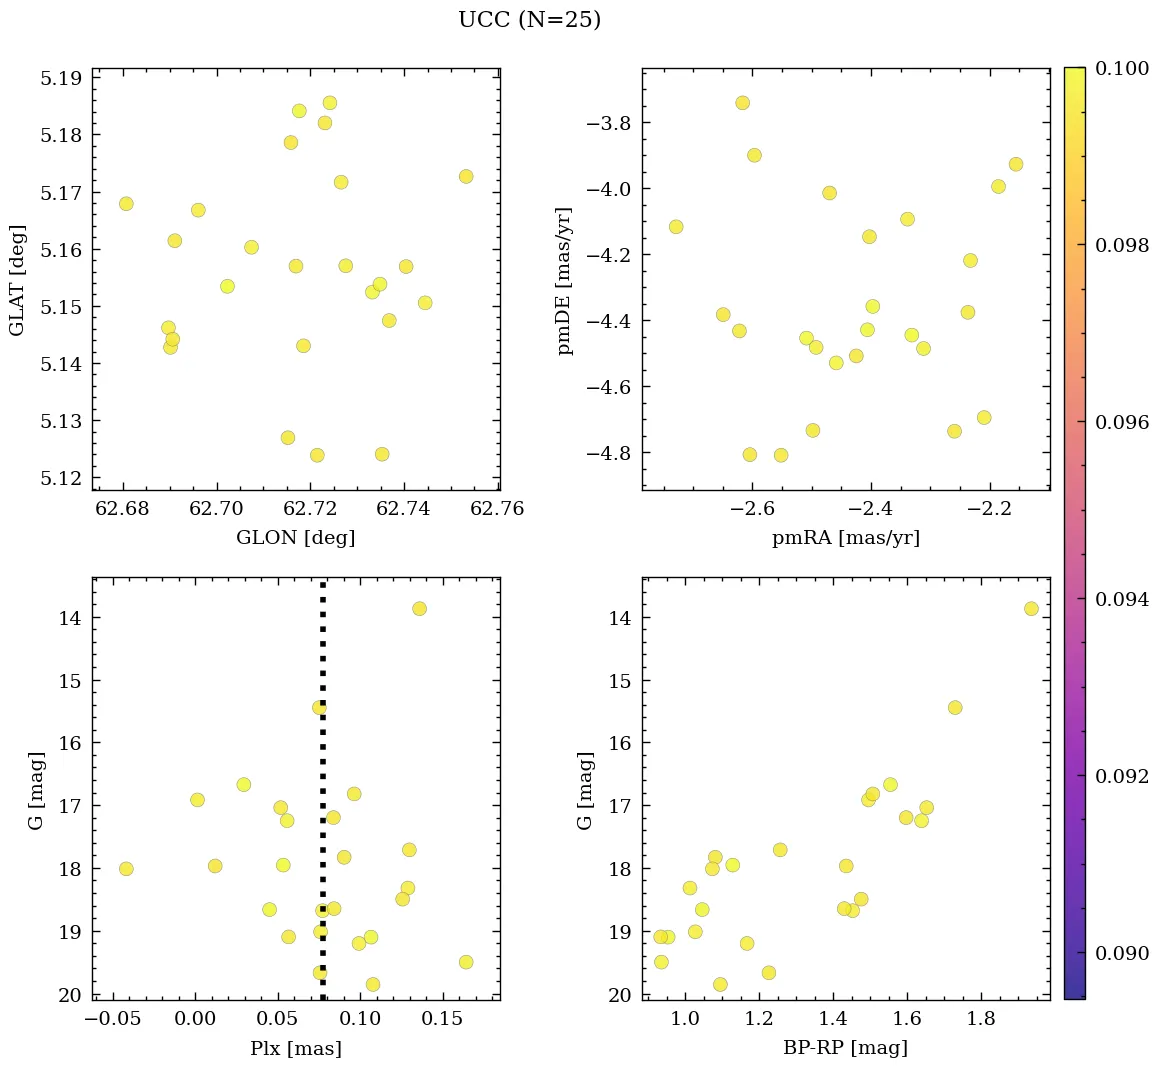 UCC (N=25)
5.19
5.18
5.17
5.16
5.15
5.14
5.13
5.12
GLAT [deg]
62.68 62.70 62.72 62.74 62.76
GLON [deg]
−3.8
−4.0
−4.2
−4.4
−4.6
−4.8
pmDE [mas/yr]
−2.6 −2.4 −2.2
pmRA [mas/yr]
14
15
16
17
18
19
20
G [mag]
−0.05 0.00 0.05 0.10 0.15
Plx [mas]
14
15
16
17
18
19
20
G [mag]
1.0 1.2 1.4 1.6 1.8
BP-RP [mag]
0.100
0.098
0.096
0.094
0.092
0.090